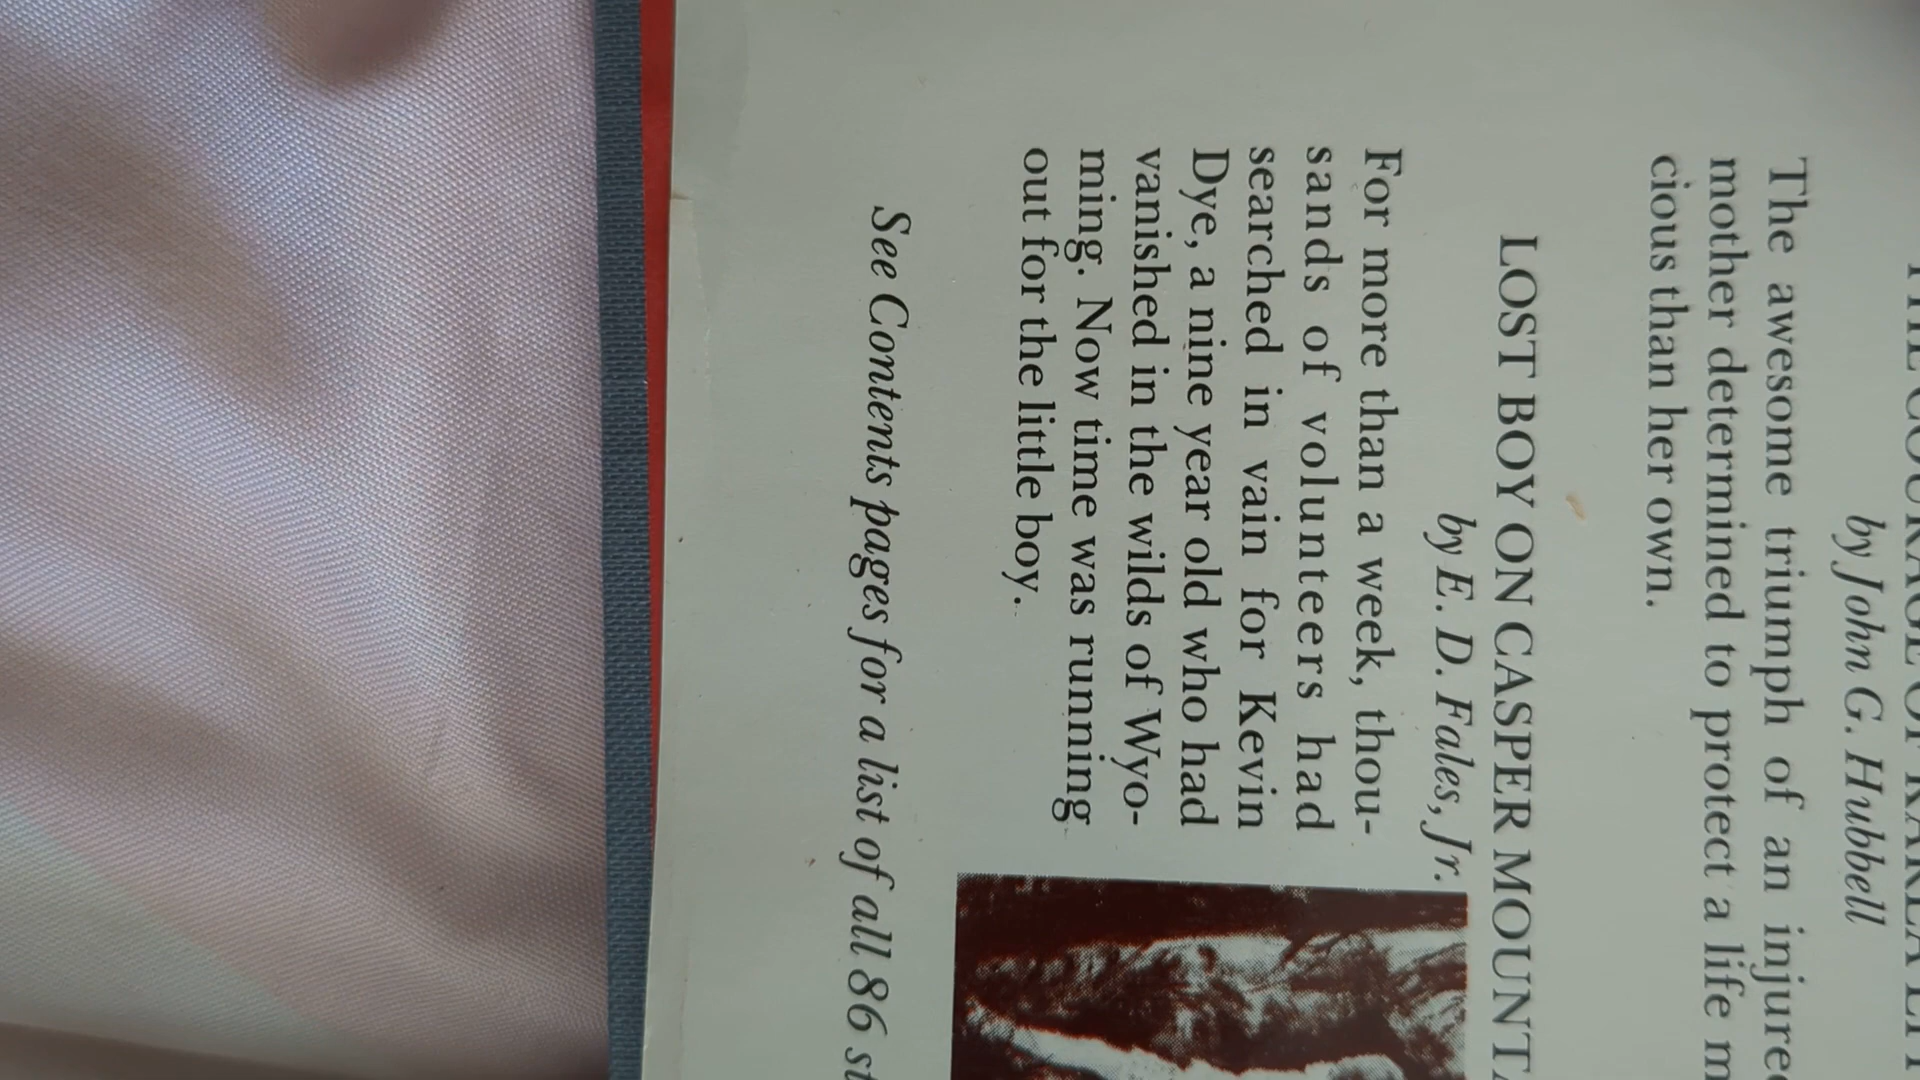 by John G. Hubbell
The awesome triumph of an injured
mother determined to protect a life
cious than her own.
LOST BOY ON CASPER
by E. D. Fales, Jr.
For more than a week, thou-
sands of volunteers had
searched in vain for Kevin
Dye, a nine year old who had
vanished in the wilds of Wyo-
ming. Now time was running
out for the little boy.
See Contents pages for a list of all 86